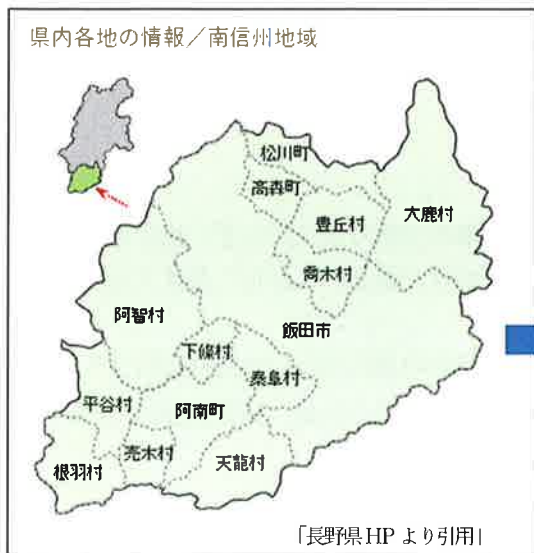 県内各地の情報／南信州地域
松川町
高森町
豊丘村
大鹿村
喬木村
阿智村
飯田市
下條村
泰阜村
平谷村
阿南町
売木村
根羽村
天龍村
「長野県HPより引用」